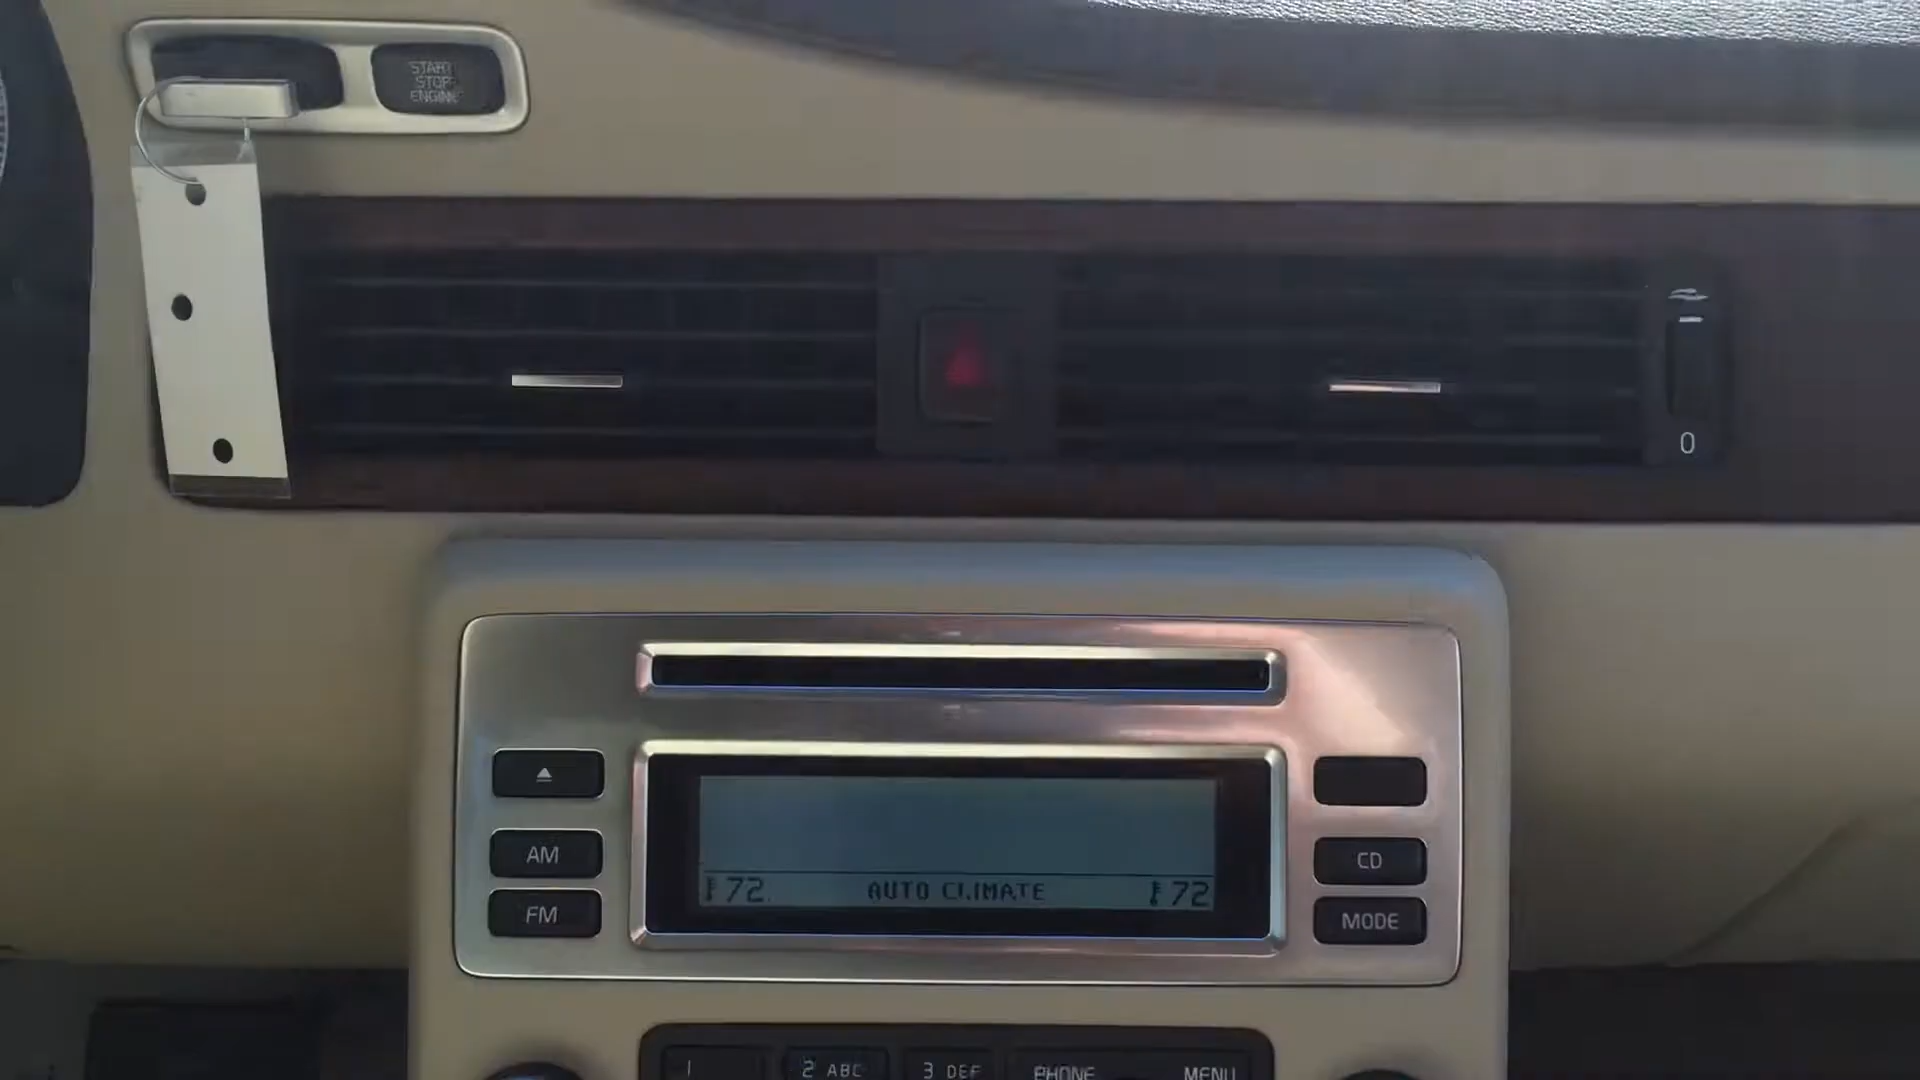 START
STOP
ENGINE
0
AM
CD
FM
MODE
72 AUTO CLIMATE 72
1 2 ABC 3 DEF PHONE MENU